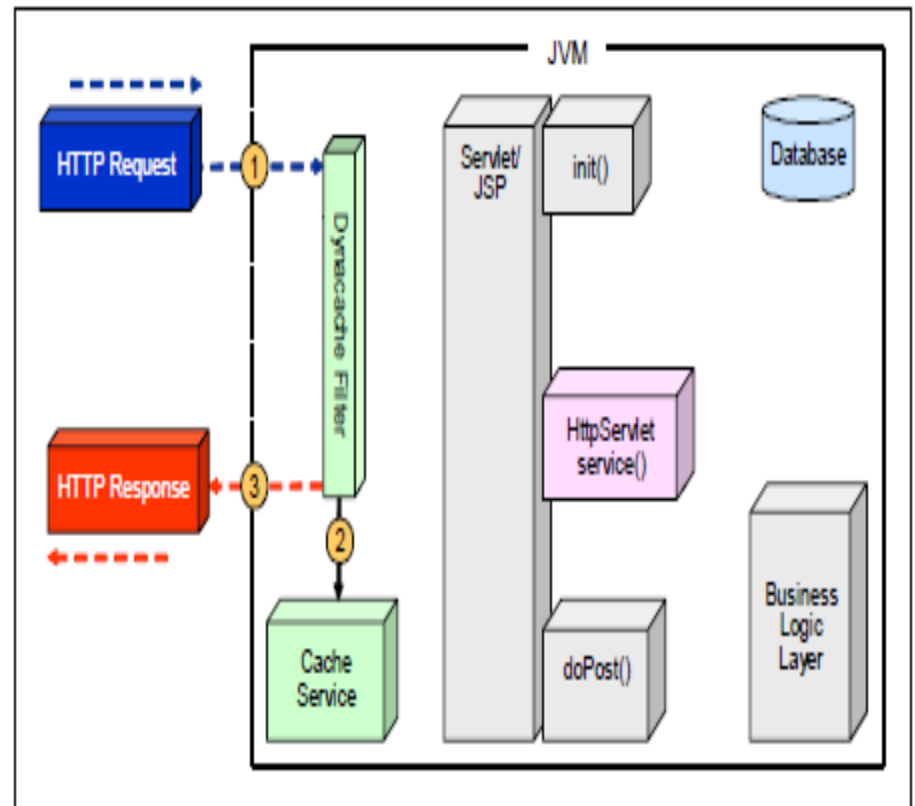 JVM
HTTP Request
1
Dynacache Filter
Servlet/
JSP
init()
Database
HttpServlet
service()
HTTP Response
3
2
Cache
Service
doPost()
Business
Logic
Layer